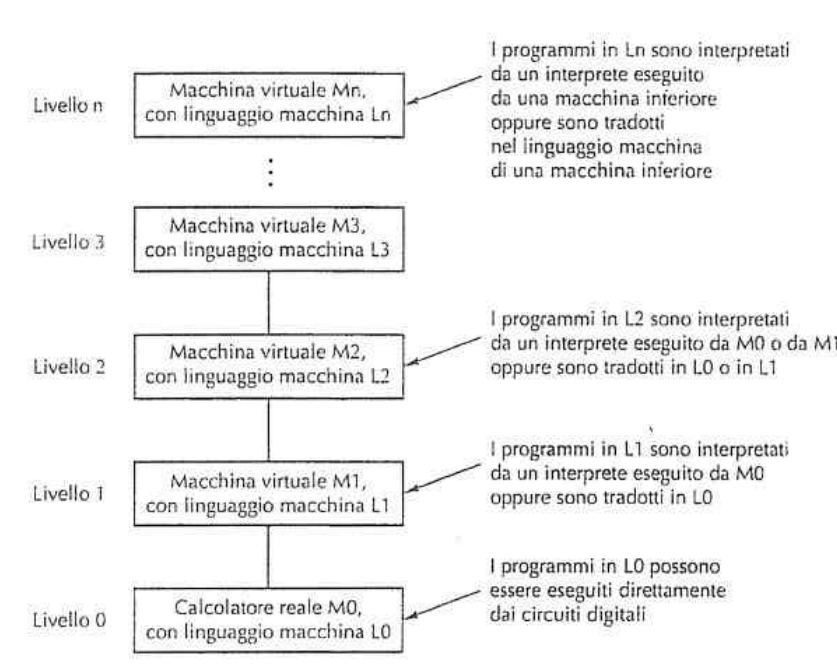 I programmi in Ln sono interpretati
da un interprete eseguito
da una macchina inferiore
oppure sono tradotti
nel linguaggio macchina
di una macchina inferiore
Livello n
Macchina virtuale Mn,
con linguaggio macchina Ln
Livello 3
Macchina virtuale M3,
con linguaggio macchina L3
I programmi in L2 sono interpretati
da un interprete eseguito da M0 o da M1
oppure sono tradotti in L0 o in L1
Livello 2
Macchina virtuale M2,
con linguaggio macchina L2
I programmi in L1 sono interpretati
da un interprete eseguito da M0
oppure sono tradotti in L0
Livello 1
Macchina virtuale M1,
con linguaggio macchina L1
I programmi in L0 possono
essere eseguiti direttamente
dai circuiti digitali
Livello 0
Calcolatore reale M0,
con linguaggio macchina L0